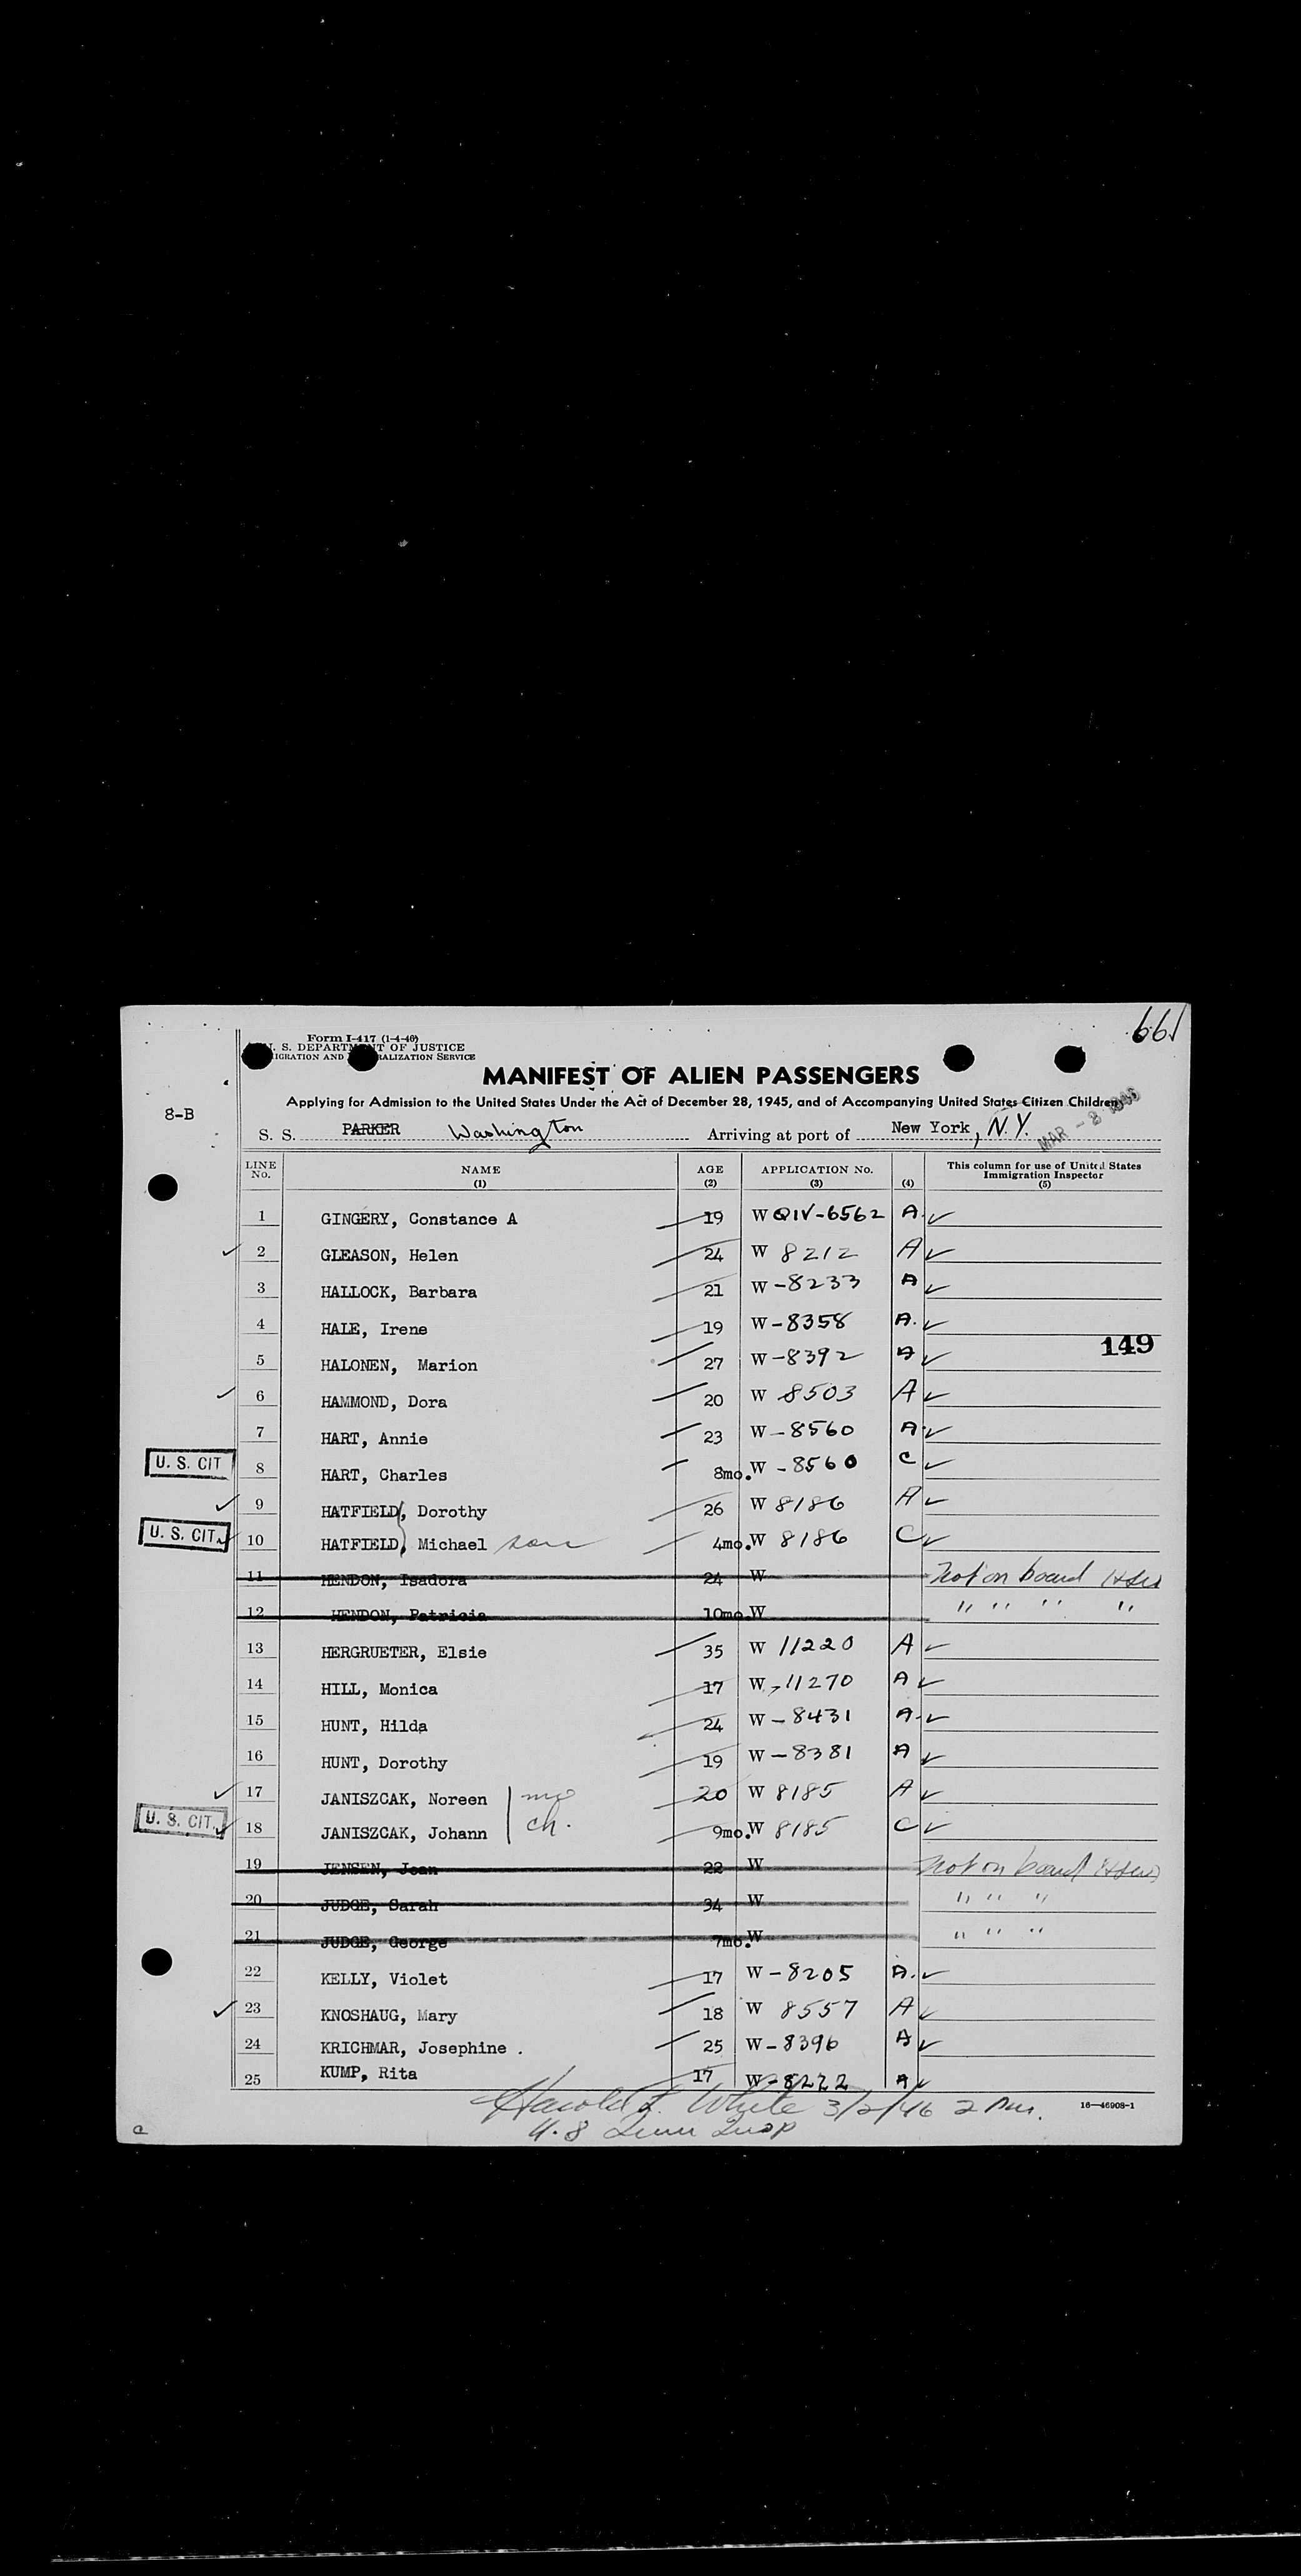 661
Form I-417 (1-4-46)
U. S. DEPARTMENT OF JUSTICE
IMMIGRATION AND NATURALIZATION SERVICE
MANIFEST OF ALIEN PASSENGERS
Applying for Admission to the United States Under the Act of December 28, 1945, and of Accompanying United States Citizen Children
8-B
MAR - 2 1946
S. S. PARKER Washington Arriving at port of New York, N.Y.
LINE No. NAME (1) AGE (2) APPLICATION No. (3) (4) This column for use of United States Immigration Inspector (5)
1 GINGERY, Constance A 19 W QIV-6562 A.
2 GLEASON, Helen 24 W 8212 A
3 HALLOCK, Barbara 21 W-8233 A
4 HALE, Irene 19 W-8358 A.
149
5 HALONEN, Marion 27 W-8392 A
6 HAMMOND, Dora 20 W 8503 A
7 HART, Annie 23 W-8560 A
U. S. CIT 8 HART, Charles 8mo. W-8560 C
9 HATFIELD, Dorothy 26 W 8186 A
U. S. CIT. 10 HATFIELD, Michael son 4mo. W 8186 C
11 HENDON, Isadora 24 W Not on board
12 HENDON, Patricia 10mo. W " " " "
13 HERGRUETER, Elsie 35 W 11220 A
14 HILL, Monica 17 W-11270 A
15 HUNT, Hilda 24 W-8431 A
16 HUNT, Dorothy 19 W-8381 A
17 JANISZCAK, Noreen mo 20 W 8185 A
U. S. CIT. 18 JANISZCAK, Johann ch. 9mo. W 8185 C
19 JENSEN, Joan 22 W Not on board
20 JUDGE, Sarah 34 W " " "
21 JUDGE, George 7mo. W " " "
22 KELLY, Violet 17 W-8205 A.
23 KNOSHAUG, Mary 18 W 8557 A
24 KRICHMAR, Josephine . 25 W-8396 A
25 KUMP, Rita 17 W-8222 A
Harold F. White 3/2/46 2 Pm. 16—46908-1
U.S Imm Insp